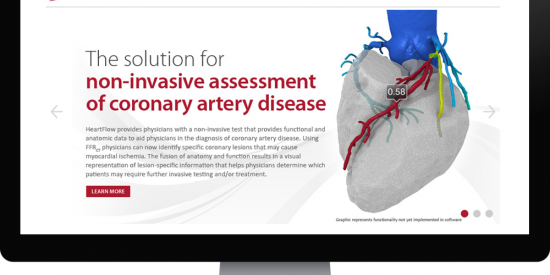 The solution for
non-invasive assessment
of coronary artery disease
HeartFlow provides physicians with a non-invasive test that provides functional and
anatomic data to aid physicians in the diagnosis of coronary artery disease. Using
FFRCT physicians can now identify specific coronary lesions that may cause
myocardial ischemia. The fusion of anatomy and function results in a visual
representation of lesion-specific information that helps physicians determine which
patients may require further invasive testing and/or treatment.
LEARN MORE
0.58
Graphic represents functionality not yet implemented in software